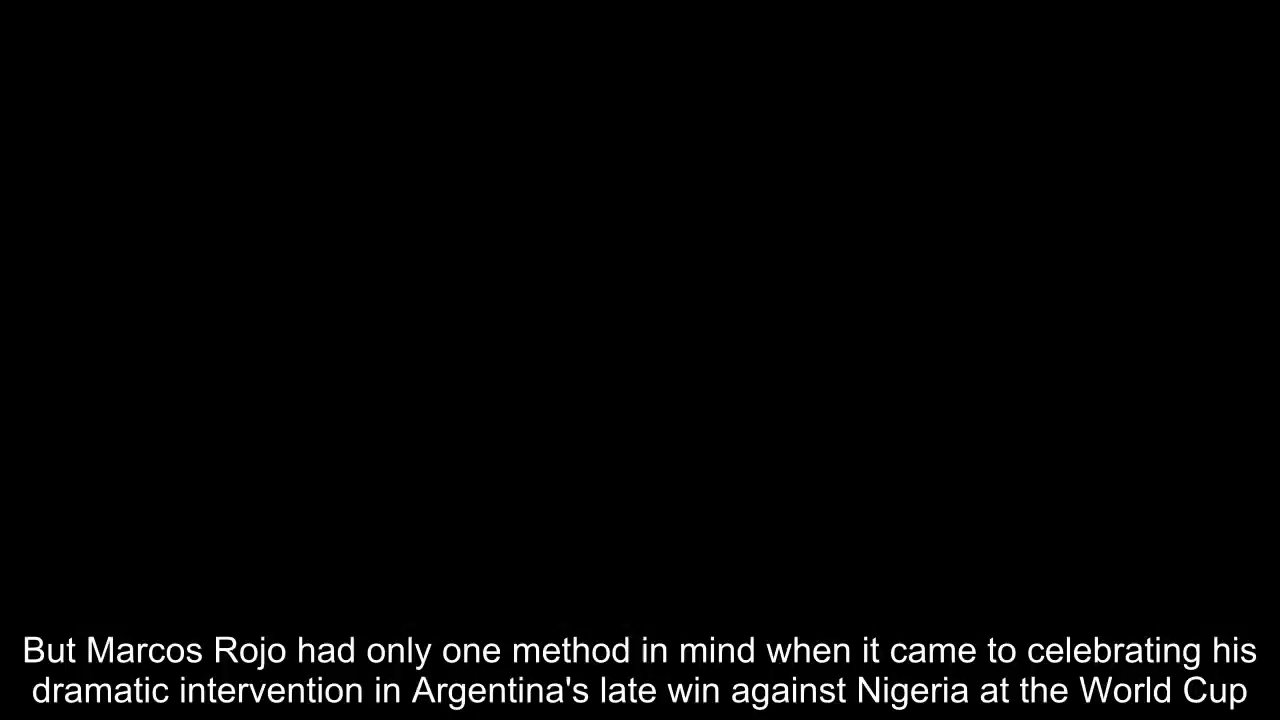 But Marcos Rojo had only one method in mind when it came to celebrating his
dramatic intervention in Argentina's late win against Nigeria at the World Cup